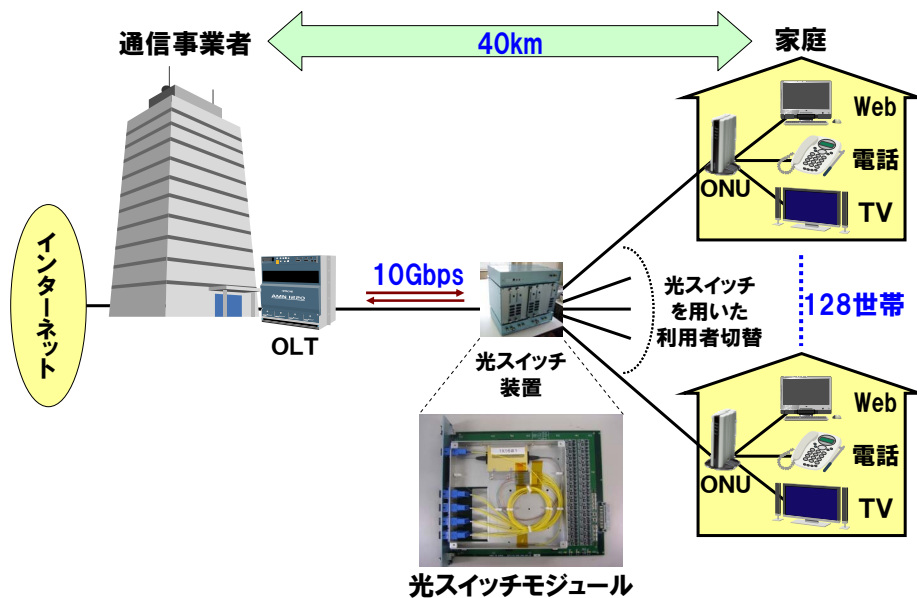 通信事業者
40km
家庭
Web
電話
TV
ONU
インターネット
10Gbps
OLT
光スイッチ
装置
光スイッチ
を用いた
利用者切替
128世帯
Web
電話
TV
ONU
光スイッチモジュール